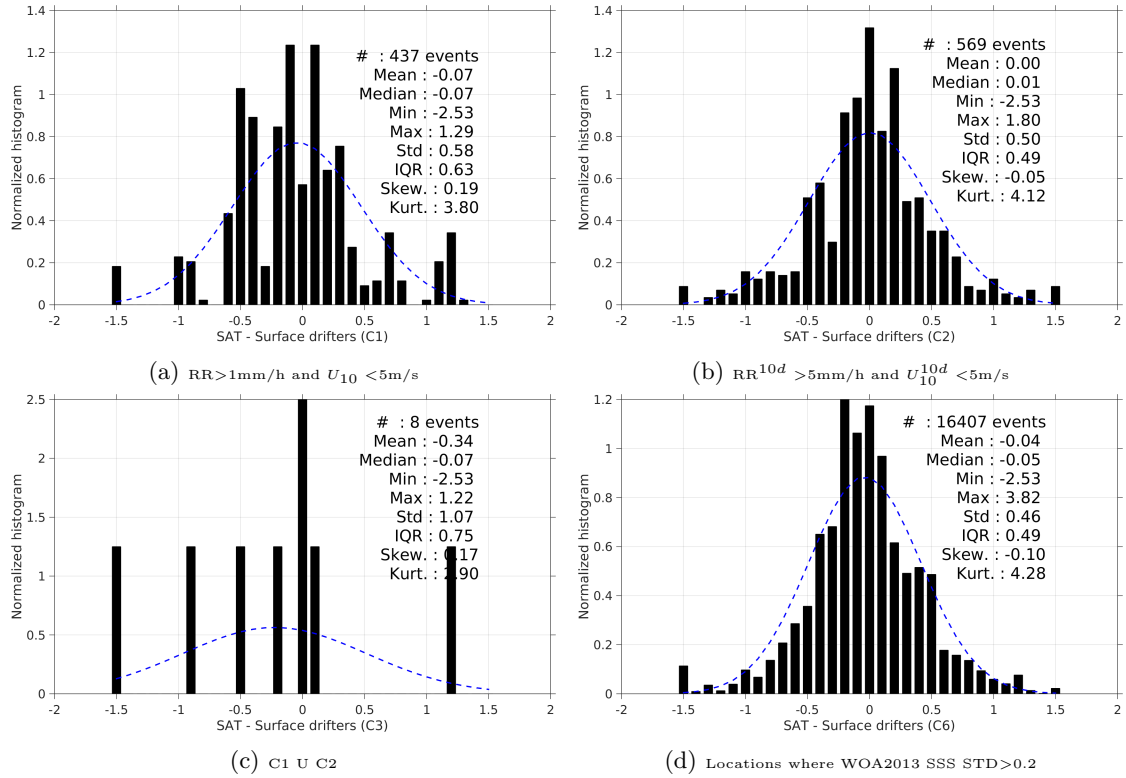 1.4
1.2
1
0.8
0.6
0.4
0.2
0
Normalized histogram
# : 437 events
Mean : -0.07
Median : -0.07
Min : -2.53
Max : 1.29
Std : 0.58
IQR : 0.63
Skew. : 0.19
Kurt. : 3.80
-2 -1.5 -1 -0.5 0 0.5 1 1.5 2
SAT - Surface drifters (C1)
(a) RR>1mm/h and U10 <5m/s
1.4
1.2
1
0.8
0.6
0.4
0.2
0
Normalized histogram
# : 569 events
Mean : 0.00
Median : 0.01
Min : -2.53
Max : 1.80
Std : 0.50
IQR : 0.49
Skew. : -0.05
Kurt. : 4.12
-2 -1.5 -1 -0.5 0 0.5 1 1.5 2
SAT - Surface drifters (C2)
(b) RR10d >5mm/h and U10d10 <5m/s
2.5
2
1.5
1
0.5
0
Normalized histogram
# : 8 events
Mean : -0.34
Median : -0.07
Min : -2.53
Max : 1.22
Std : 1.07
IQR : 0.75
Skew. : 0.17
Kurt. : 2.90
-2 -1.5 -1 -0.5 0 0.5 1 1.5 2
SAT - Surface drifters (C3)
(c) C1 U C2
1.2
1
0.8
0.6
0.4
0.2
0
Normalized histogram
# : 16407 events
Mean : -0.04
Median : -0.05
Min : -2.53
Max : 3.82
Std : 0.46
IQR : 0.49
Skew. : -0.10
Kurt. : 4.28
-2 -1.5 -1 -0.5 0 0.5 1 1.5 2
SAT - Surface drifters (C6)
(d) Locations where WOA2013 SSS STD>0.2